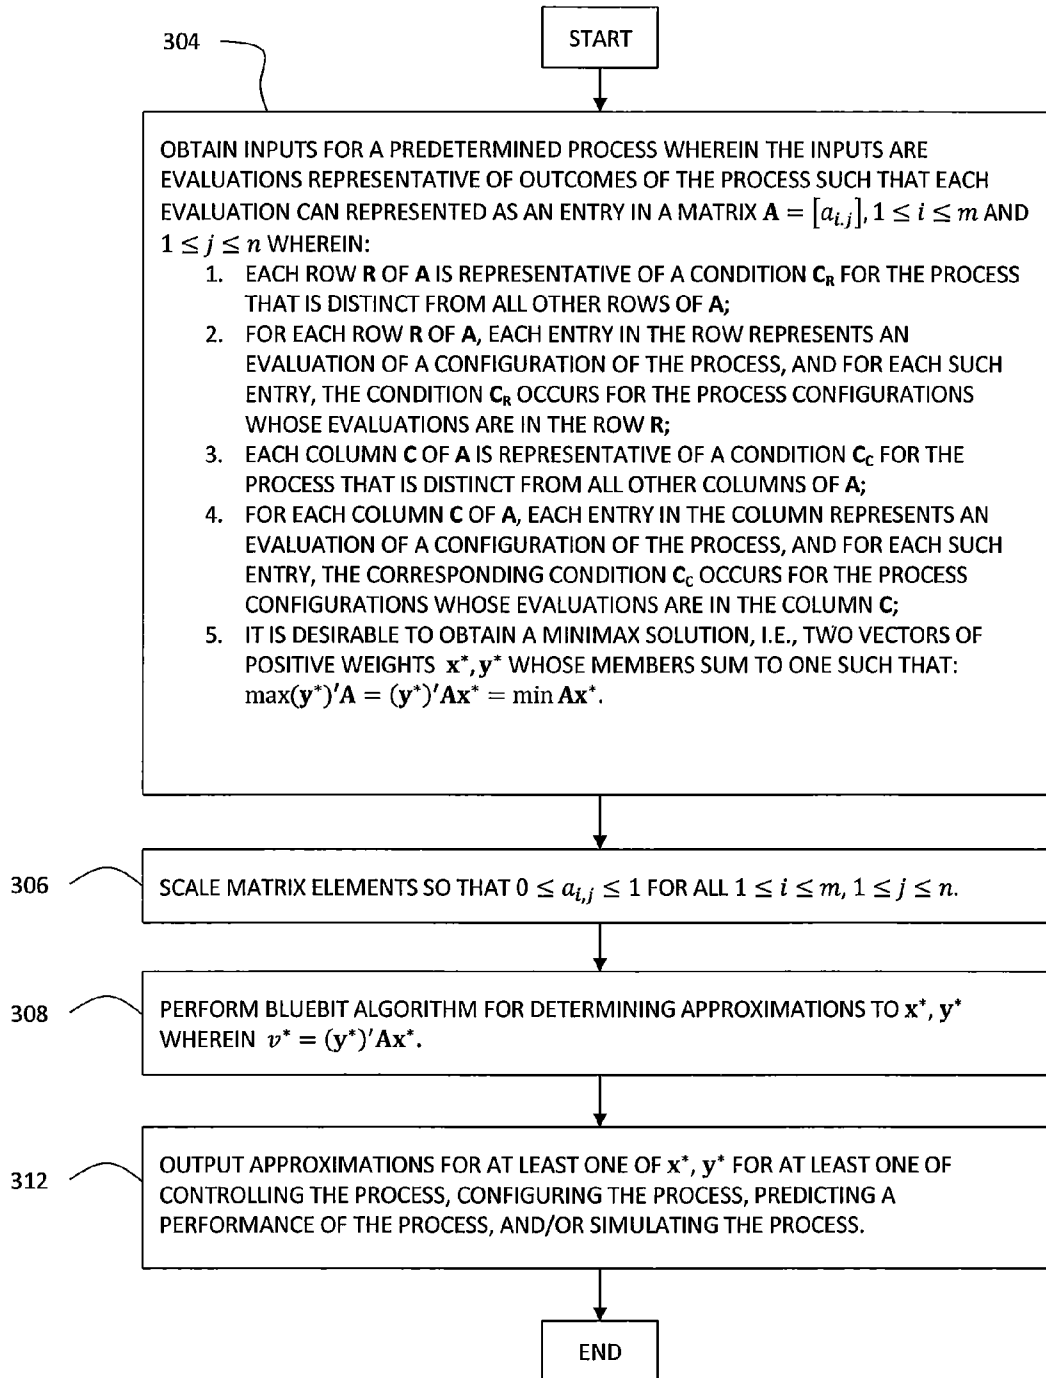 START
304
OBTAIN INPUTS FOR A PREDETERMINED PROCESS WHEREIN THE INPUTS ARE
EVALUATIONS REPRESENTATIVE OF OUTCOMES OF THE PROCESS SUCH THAT EACH
EVALUATION CAN REPRESENTED AS AN ENTRY IN A MATRIX A = [a_{i.j}], 1 ≤ i ≤ m AND
1 ≤ j ≤ n WHEREIN:
1. EACH ROW R OF A IS REPRESENTATIVE OF A CONDITION C_R FOR THE PROCESS
THAT IS DISTINCT FROM ALL OTHER ROWS OF A;
2. FOR EACH ROW R OF A, EACH ENTRY IN THE ROW REPRESENTS AN
EVALUATION OF A CONFIGURATION OF THE PROCESS, AND FOR EACH SUCH
ENTRY, THE CONDITION C_R OCCURS FOR THE PROCESS CONFIGURATIONS
WHOSE EVALUATIONS ARE IN THE ROW R;
3. EACH COLUMN C OF A IS REPRESENTATIVE OF A CONDITION C_C FOR THE
PROCESS THAT IS DISTINCT FROM ALL OTHER COLUMNS OF A;
4. FOR EACH COLUMN C OF A, EACH ENTRY IN THE COLUMN REPRESENTS AN
EVALUATION OF A CONFIGURATION OF THE PROCESS, AND FOR EACH SUCH
ENTRY, THE CORRESPONDING CONDITION C_C OCCURS FOR THE PROCESS
CONFIGURATIONS WHOSE EVALUATIONS ARE IN THE COLUMN C;
5. IT IS DESIRABLE TO OBTAIN A MINIMAX SOLUTION, I.E., TWO VECTORS OF
POSITIVE WEIGHTS x*, y* WHOSE MEMBERS SUM TO ONE SUCH THAT:
max(y*)′A = (y*)′Ax* = min Ax*.
306
SCALE MATRIX ELEMENTS SO THAT 0 ≤ a_{i,j} ≤ 1 FOR ALL 1 ≤ i ≤ m, 1 ≤ j ≤ n.
308
PERFORM BLUEBIT ALGORITHM FOR DETERMINING APPROXIMATIONS TO x*, y*
WHEREIN v* = (y*)′Ax*.
312
OUTPUT APPROXIMATIONS FOR AT LEAST ONE OF x*, y* FOR AT LEAST ONE OF
CONTROLLING THE PROCESS, CONFIGURING THE PROCESS, PREDICTING A
PERFORMANCE OF THE PROCESS, AND/OR SIMULATING THE PROCESS.
END